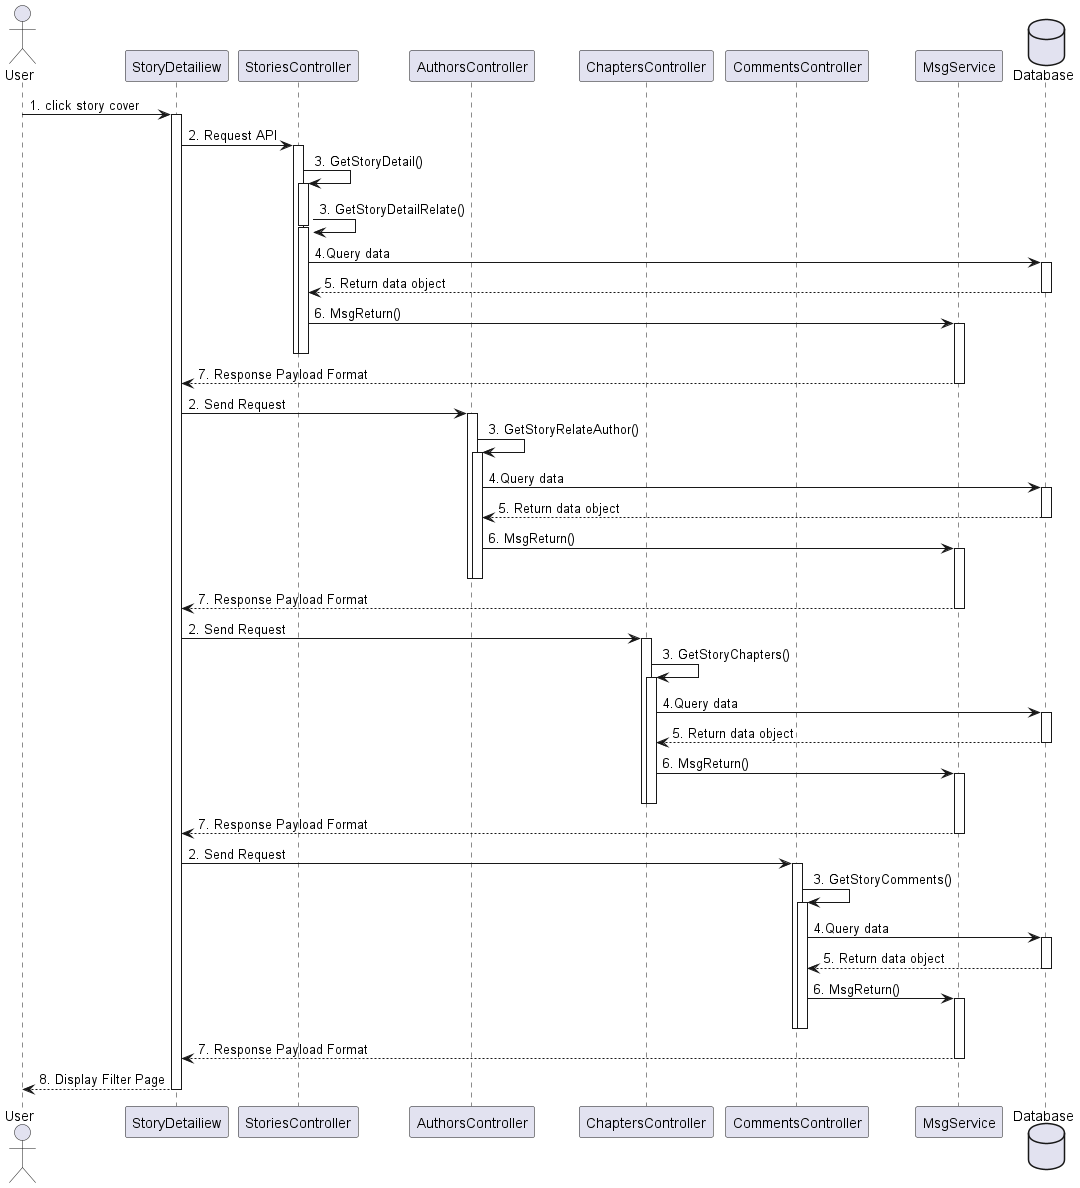 User
StoryDetailiew
StoriesController
AuthorsController
ChaptersController
CommentsController
MsgService
Database
1. click story cover
2. Request API
3. GetStoryDetail()
3. GetStoryDetailRelate()
4.Query data
5. Return data object
6. MsgReturn()
7. Response Payload Format
2. Send Request
3. GetStoryRelateAuthor()
4.Query data
5. Return data object
6. MsgReturn()
7. Response Payload Format
2. Send Request
3. GetStoryChapters()
4.Query data
5. Return data object
6. MsgReturn()
7. Response Payload Format
2. Send Request
3. GetStoryComments()
4.Query data
5. Return data object
6. MsgReturn()
7. Response Payload Format
8. Display Filter Page
User
StoryDetailiew
StoriesController
AuthorsController
ChaptersController
CommentsController
MsgService
Database